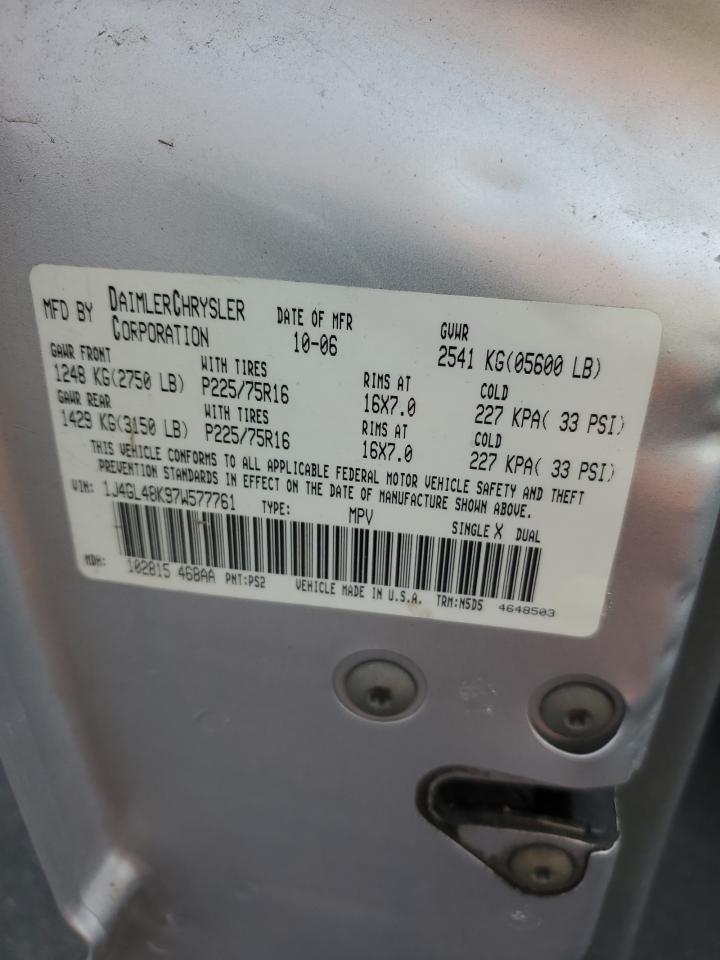 MFD BY DAIMLERCHRYSLER CORPORATION DATE OF MFR 10-06 GVWR 2541 KG(05600 LB)
GAWR FRONT WITH TIRES RIMS AT COLD
1248 KG(2750 LB) P225/75R16 16X7.0 227 KPA( 33 PSI)
GAWR REAR WITH TIRES RIMS AT COLD
1429 KG(3150 LB) P225/75R16 16X7.0 227 KPA( 33 PSI)
THIS VEHICLE CONFORMS TO ALL APPLICABLE FEDERAL MOTOR VEHICLE SAFETY AND THEFT
PREVENTION STANDARDS IN EFFECT ON THE DATE OF MANUFACTURE SHOWN ABOVE.
VIN: 1J4GL48K97W577761 TYPE: MPV SINGLE X DUAL
MDH: 102815 468AA PNT:PS2 VEHICLE MADE IN U.S.A. TRM:N5D5 4648503